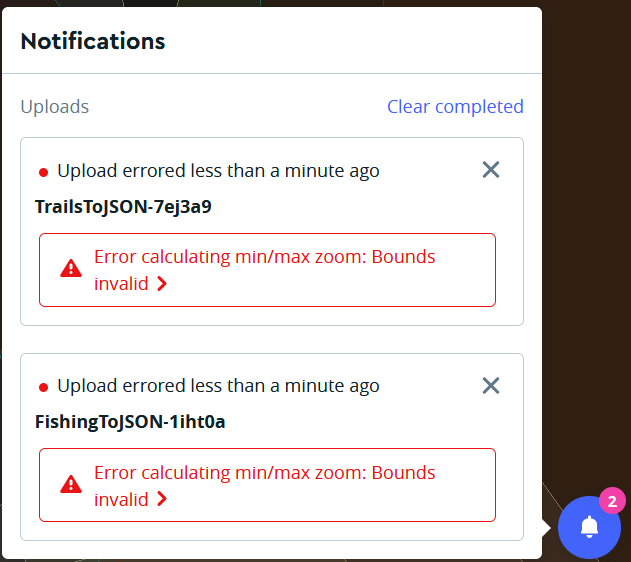 Notifications
Uploads
Clear completed
Upload errored less than a minute ago
TrailsToJSON-7ej3a9
Error calculating min/max zoom: Bounds
invalid
Upload errored less than a minute ago
FishingToJSON-1iht0a
Error calculating min/max zoom: Bounds
invalid
2